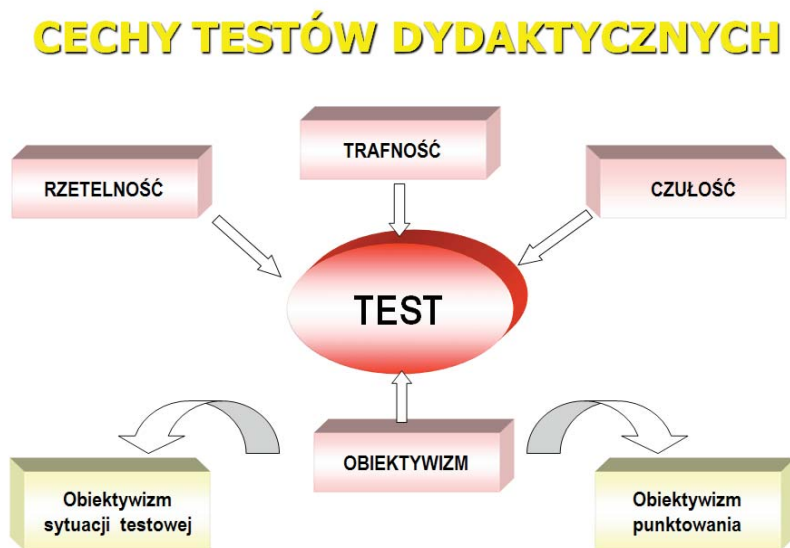 CECHY TESTÓW DYDAKTYCZNYCH
TRAFNOŚĆ
RZETELNOŚĆ
CZUŁOŚĆ
TEST
OBIEKTYWIZM
Obiektywizm
sytuacji testowej
Obiektywizm
punktowania